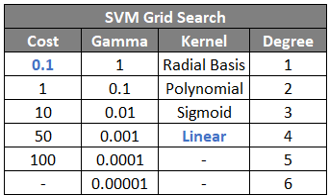 SVM Grid Search
Cost Gamma Kernel Degree
0.1 1 Radial Basis 1
1 0.1 Polynomial 2
10 0.01 Sigmoid 3
50 0.001 Linear 4
100 0.0001 - 5
- 0.00001 - 6